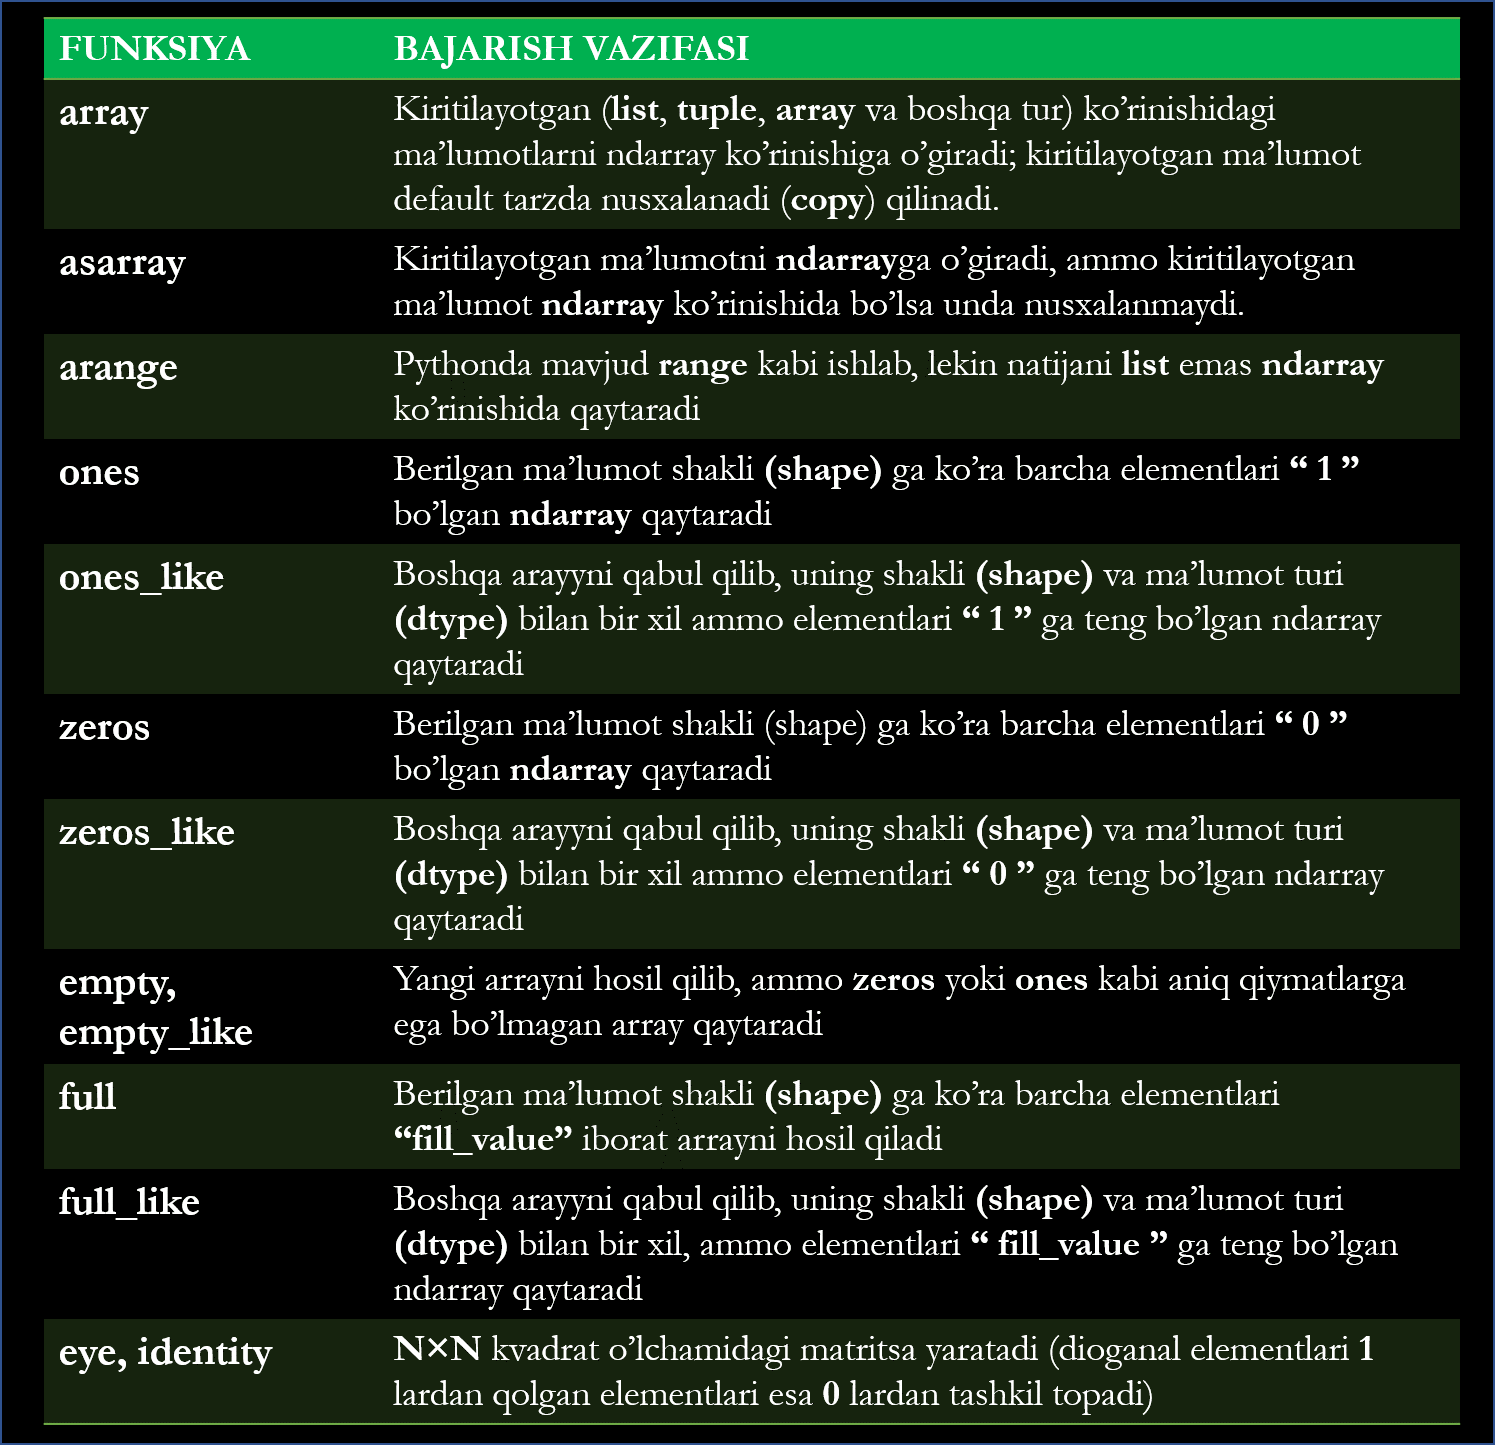 FUNKSIYA BAJARISH VAZIFASI
array Kiritilayotgan (list, tuple, array va boshqa tur) ko’rinishidagi
ma’lumotlarni ndarray ko’rinishiga o’giradi; kiritilayotgan ma’lumot
default tarzda nusxalanadi (copy) qilinadi.
asarray Kiritilayotgan ma’lumotni ndarrayga o’giradi, ammo kiritilayotgan
ma’lumot ndarray ko’rinishida bo’lsa unda nusxalanmaydi.
arange Pythonda mavjud range kabi ishlab, lekin natijani list emas ndarray
ko’rinishida qaytaradi
ones Berilgan ma’lumot shakli (shape) ga ko’ra barcha elementlari “ 1 ”
bo’lgan ndarray qaytaradi
ones_like Boshqa arayyni qabul qilib, uning shakli (shape) va ma’lumot turi
(dtype) bilan bir xil ammo elementlari “ 1 ” ga teng bo’lgan ndarray
qaytaradi
zeros Berilgan ma’lumot shakli (shape) ga ko’ra barcha elementlari “ 0 ”
bo’lgan ndarray qaytaradi
zeros_like Boshqa arayyni qabul qilib, uning shakli (shape) va ma’lumot turi
(dtype) bilan bir xil ammo elementlari “ 0 ” ga teng bo’lgan ndarray
qaytaradi
empty, Yangi arrayni hosil qilib, ammo zeros yoki ones kabi aniq qiymatlarga
empty_like ega bo’lmagan array qaytaradi
full Berilgan ma’lumot shakli (shape) ga ko’ra barcha elementlari
“fill_value” iborat arrayni hosil qiladi
full_like Boshqa arayyni qabul qilib, uning shakli (shape) va ma’lumot turi
(dtype) bilan bir xil, ammo elementlari “ fill_value ” ga teng bo’lgan
ndarray qaytaradi
eye, identity N×N kvadrat o’lchamidagi matritsa yaratadi (dioganal elementlari 1
lardan qolgan elementlari esa 0 lardan tashkil topadi)